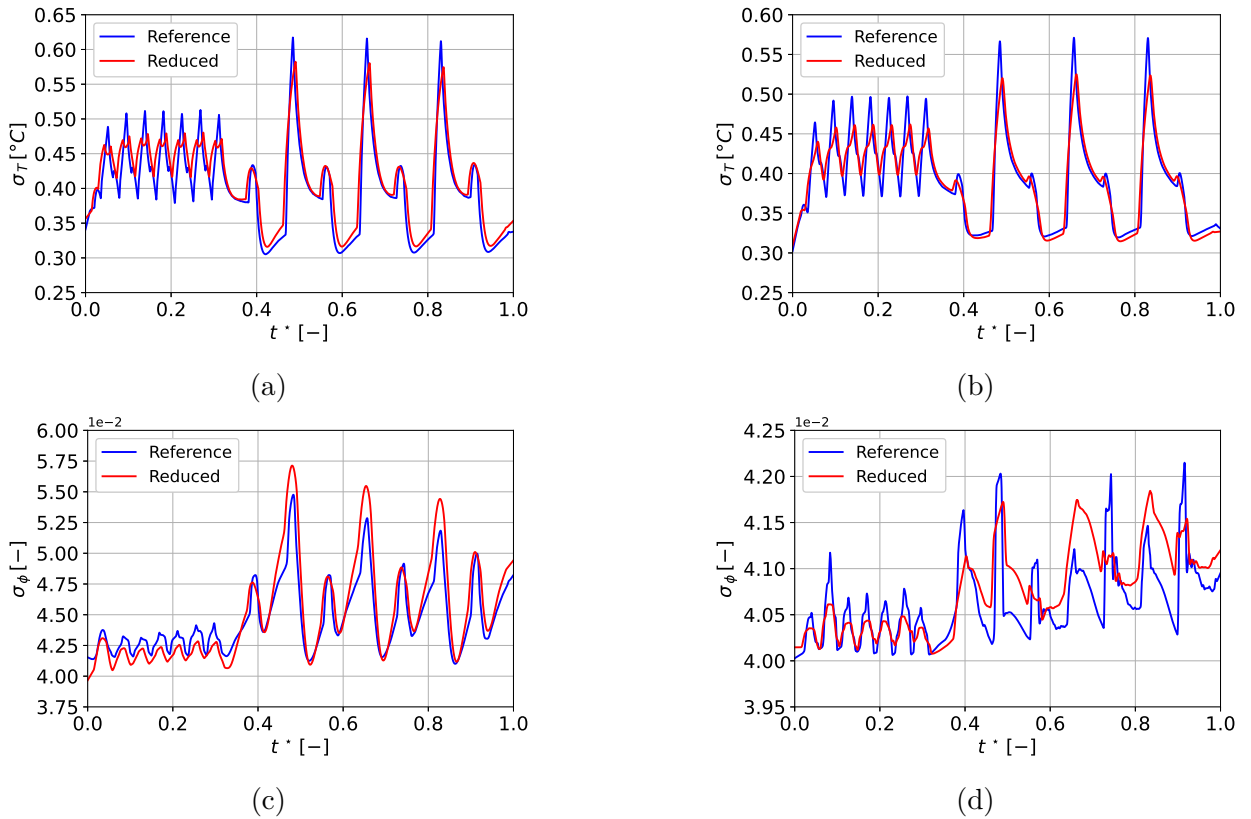 0.65
0.60
0.55
0.50
0.45
0.40
0.35
0.30
0.25
σ_T [°C]
Reference
Reduced
0.0 0.2 0.4 0.6 0.8 1.0
t* [−]
(a)
0.60
0.55
0.50
0.45
0.40
0.35
0.30
0.25
σ_T [°C]
Reference
Reduced
0.0 0.2 0.4 0.6 0.8 1.0
t* [−]
(b)
1e−2
6.00
5.75
5.50
5.25
5.00
4.75
4.50
4.25
4.00
3.75
σ_ϕ [−]
Reference
Reduced
0.0 0.2 0.4 0.6 0.8 1.0
t* [−]
(c)
1e−2
4.25
4.20
4.15
4.10
4.05
4.00
3.95
σ_ϕ [−]
Reference
Reduced
0.0 0.2 0.4 0.6 0.8 1.0
t* [−]
(d)